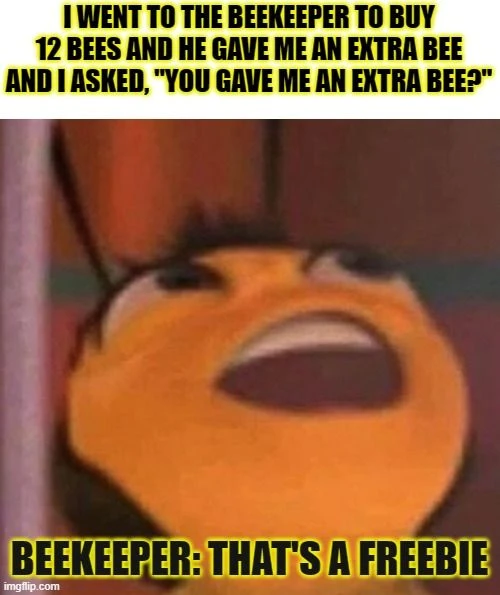 I WENT TO THE BEEKEEPER TO BUY
12 BEES AND HE GAVE ME AN EXTRA BEE
AND I ASKED, "YOU GAVE ME AN EXTRA BEE?"
BEEKEEPER: THAT'S A FREEBIE
imgflip.com